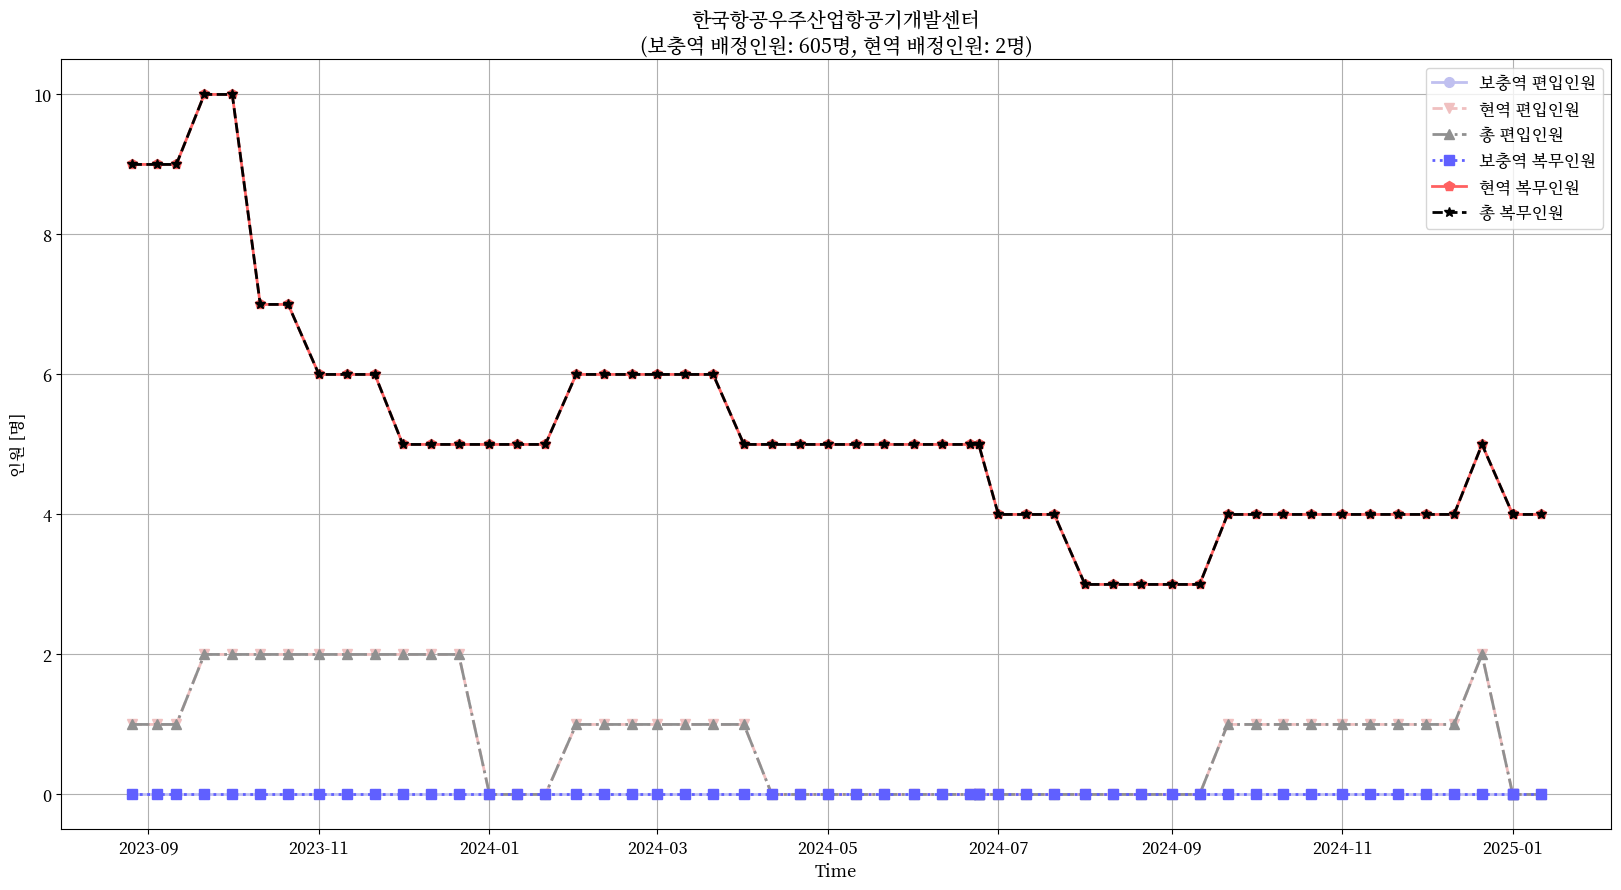 한국항공우주산업항공기개발센터
(보충역 배정인원: 605명, 현역 배정인원: 2명)
보충역 편입인원
현역 편입인원
총 편입인원
보충역 복무인원
현역 복무인원
총 복무인원
인원 [명]
10
8
6
4
2
0
2023-09
2023-11
2024-01
2024-03
2024-05
2024-07
2024-09
2024-11
2025-01
Time